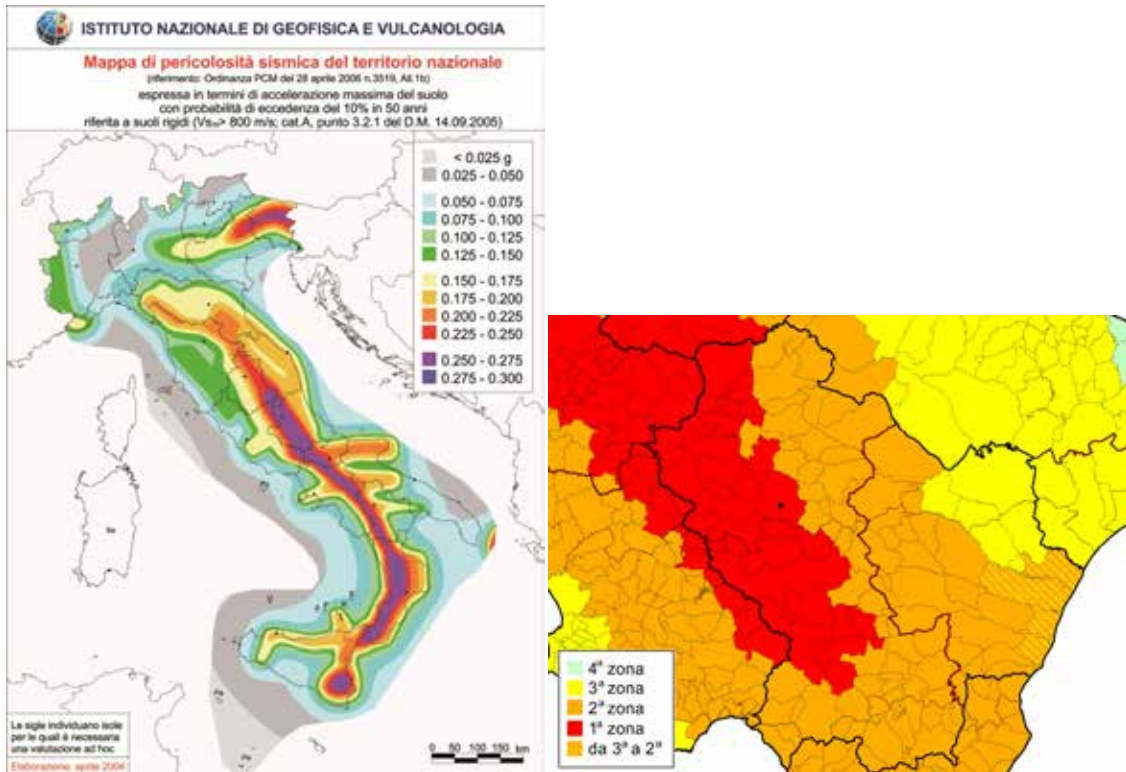 ISTITUTO NAZIONALE DI GEOFISICA E VULCANOLOGIA
Mappa di pericolosità sismica del territorio nazionale
(riferimento: Ordinanza PCM del 28 aprile 2006 n.3519, All.1b)
espressa in termini di accelerazione massima del suolo
con probabilità di eccedenza del 10% in 50 anni
riferita a suoli rigidi (Vs₃₀> 800 m/s; cat.A, punto 3.2.1 del D.M. 14.09.2005)
< 0.025 g
0.025 - 0.050
0.050 - 0.075
0.075 - 0.100
0.100 - 0.125
0.125 - 0.150
0.150 - 0.175
0.175 - 0.200
0.200 - 0.225
0.225 - 0.250
0.250 - 0.275
0.275 - 0.300
Le sigle individuano isole
per le quali è necessaria
una valutazione ad hoc
Elaborazione: aprile 2004
0 50 100 150 km
4ª zona
3ª zona
2ª zona
1ª zona
da 3ª a 2ª